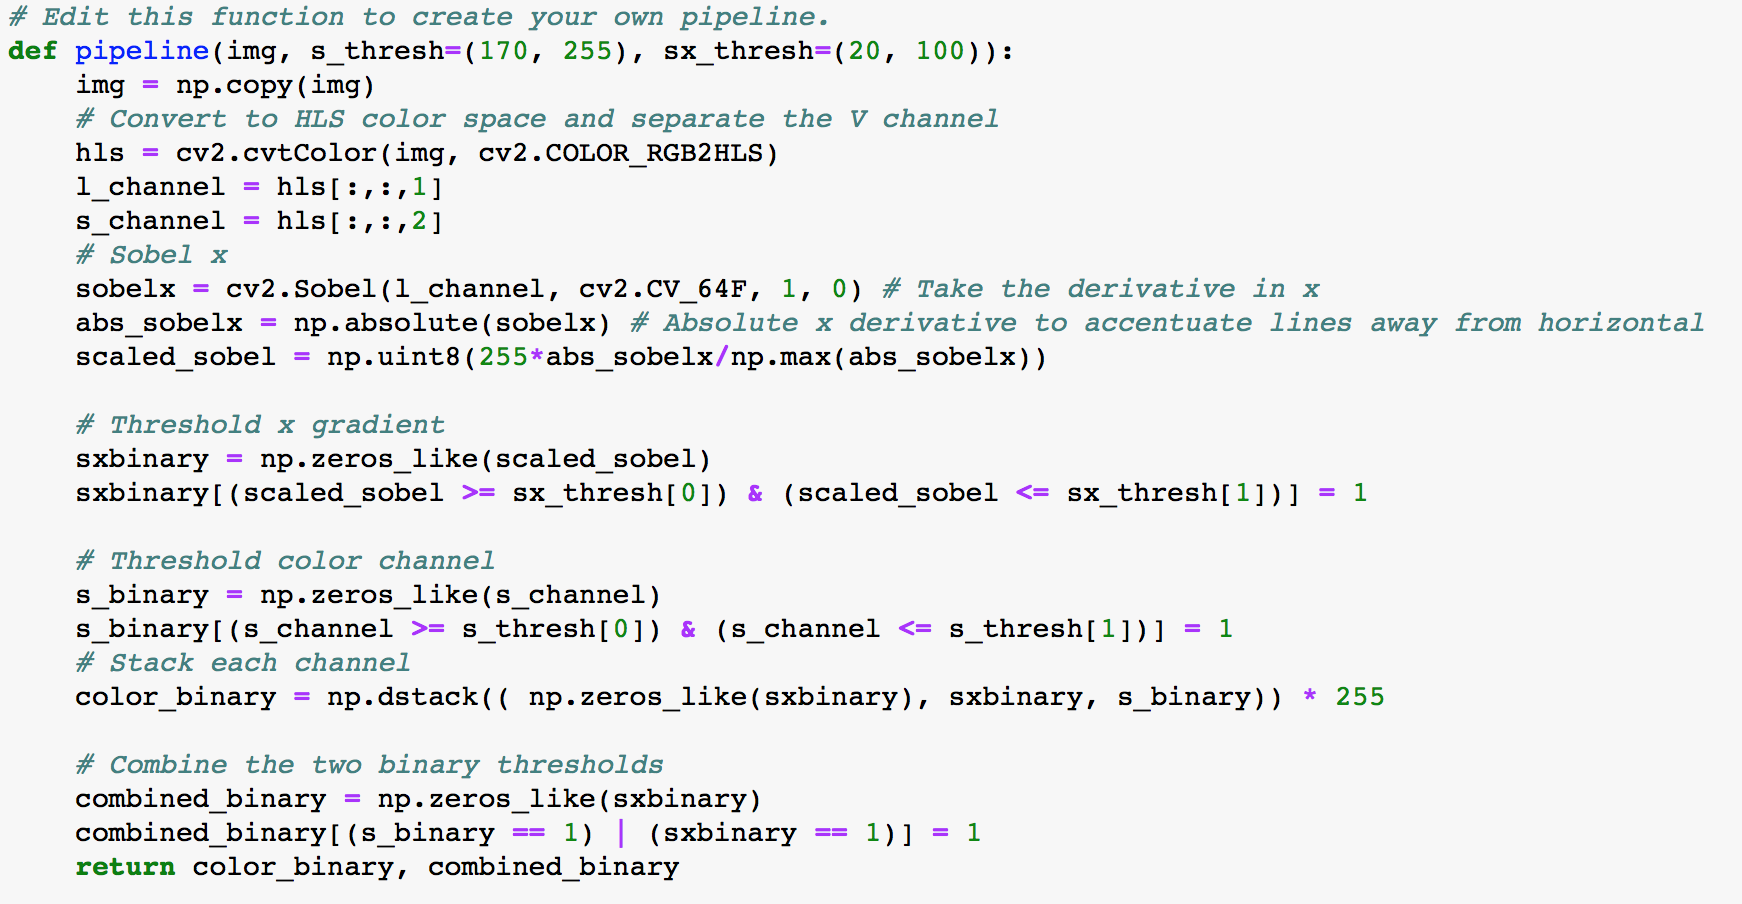 # Edit this function to create your own pipeline.
def pipeline(img, s_thresh=(170, 255), sx_thresh=(20, 100)):
    img = np.copy(img)
    # Convert to HLS color space and separate the V channel
    hls = cv2.cvtColor(img, cv2.COLOR_RGB2HLS)
    l_channel = hls[:,:,1]
    s_channel = hls[:,:,2]
    # Sobel x
    sobelx = cv2.Sobel(l_channel, cv2.CV_64F, 1, 0) # Take the derivative in x
    abs_sobelx = np.absolute(sobelx) # Absolute x derivative to accentuate lines away from horizontal
    scaled_sobel = np.uint8(255*abs_sobelx/np.max(abs_sobelx))
    # Threshold x gradient
    sxbinary = np.zeros_like(scaled_sobel)
    sxbinary[(scaled_sobel >= sx_thresh[0]) & (scaled_sobel <= sx_thresh[1])] = 1
    # Threshold color channel
    s_binary = np.zeros_like(s_channel)
    s_binary[(s_channel >= s_thresh[0]) & (s_channel <= s_thresh[1])] = 1
    # Stack each channel
    color_binary = np.dstack(( np.zeros_like(sxbinary), sxbinary, s_binary)) * 255
    # Combine the two binary thresholds
    combined_binary = np.zeros_like(sxbinary)
    combined_binary[(s_binary == 1) | (sxbinary == 1)] = 1
    return color_binary, combined_binary